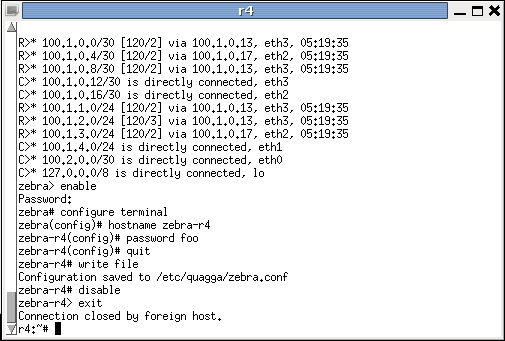 r4
R>* 100.1.0.0/30 [120/2] via 100.1.0.13, eth3, 05:19:35
R>* 100.1.0.4/30 [120/2] via 100.1.0.17, eth2, 05:19:35
R>* 100.1.0.8/30 [120/3] via 100.1.0.13, eth3, 05:19:35
C>* 100.1.0.12/30 is directly connected, eth3
C>* 100.1.0.16/30 is directly connected, eth2
R>* 100.1.1.0/24 [120/2] via 100.1.0.13, eth3, 05:19:35
R>* 100.1.2.0/24 [120/3] via 100.1.0.13, eth3, 05:19:35
R>* 100.1.3.0/24 [120/2] via 100.1.0.17, eth2, 05:19:35
C>* 100.1.4.0/24 is directly connected, eth1
C>* 100.2.0.0/30 is directly connected, eth0
C>* 127.0.0.0/8 is directly connected, lo
zebra> enable
Password:
zebra# configure terminal
zebra(config)# hostname zebra-r4
zebra-r4(config)# password foo
zebra-r4(config)# quit
zebra-r4# write file
Configuration saved to /etc/quagga/zebra.conf
zebra-r4# disable
zebra-r4> exit
Connection closed by foreign host.
r4:~#